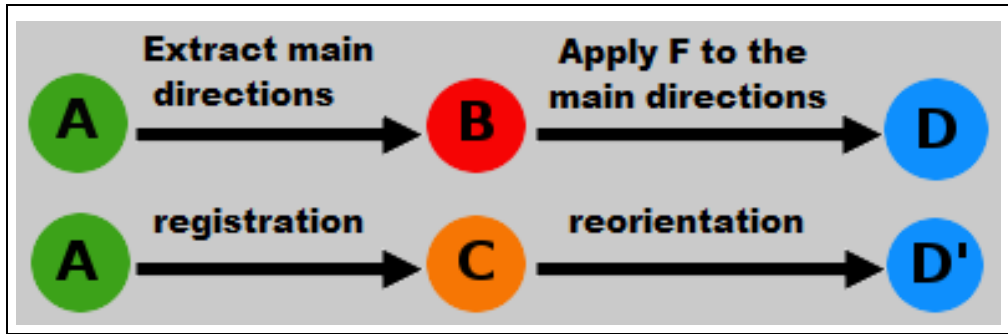 Extract main
directions
Apply F to the
main directions
A
B
D
registration
reorientation
A
C
D'